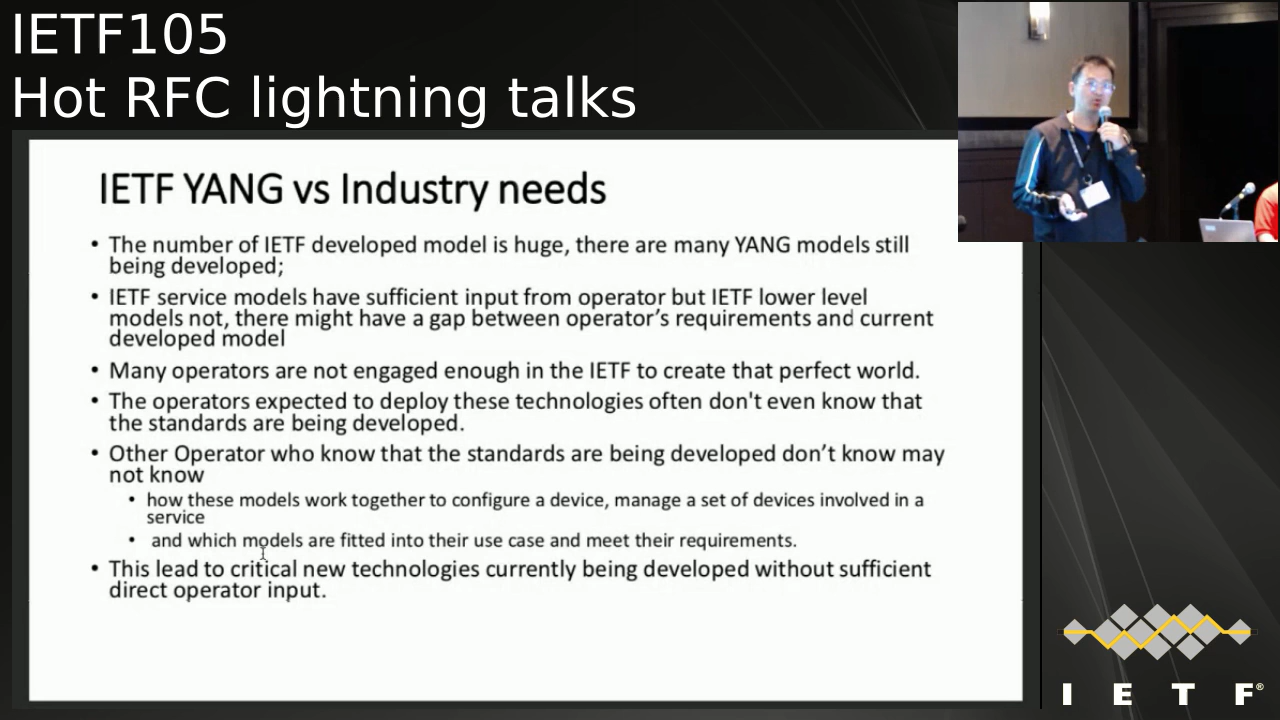 IETF105
Hot RFC lightning talks
IETF YANG vs Industry needs
• The number of IETF developed model is huge, there are many YANG models still
being developed;
• IETF service models have sufficient input from operator but IETF lower level
models not, there might have a gap between operator’s requirements and current
developed model
• Many operators are not engaged enough in the IETF to create that perfect world.
• The operators expected to deploy these technologies often don't even know that
the standards are being developed.
• Other Operator who know that the standards are being developed don’t know may
not know
• how these models work together to configure a device, manage a set of devices involved in a
service
• and which models are fitted into their use case and meet their requirements.
• This lead to critical new technologies currently being developed without sufficient
direct operator input.
I E T F®